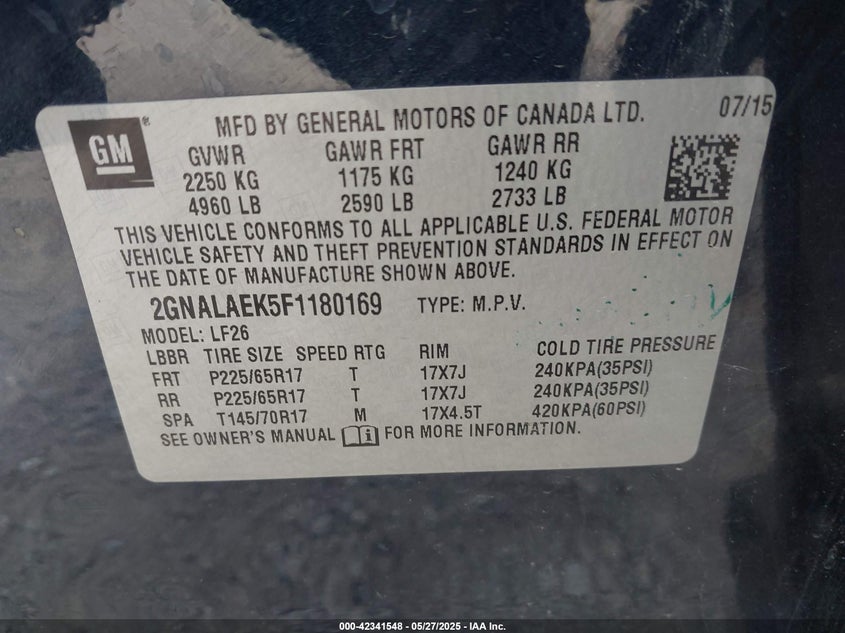 GM ® MFD BY GENERAL MOTORS OF CANADA LTD. 07/15
GVWR GAWR FRT GAWR RR
2250 KG 1175 KG 1240 KG
4960 LB 2590 LB 2733 LB
THIS VEHICLE CONFORMS TO ALL APPLICABLE U.S. FEDERAL MOTOR
VEHICLE SAFETY AND THEFT PREVENTION STANDARDS IN EFFECT ON
THE DATE OF MANUFACTURE SHOWN ABOVE.
2GNALAEK5F1180169 TYPE: M.P.V.
MODEL: LF26
LBBR TIRE SIZE SPEED RTG RIM COLD TIRE PRESSURE
FRT P225/65R17 T 17X7J 240KPA(35PSI)
RR P225/65R17 T 17X7J 240KPA(35PSI)
SPA T145/70R17 M 17X4.5T 420KPA(60PSI)
SEE OWNER'S MANUAL i FOR MORE INFORMATION.
000-42341548 - 05/27/2025 - IAA Inc.